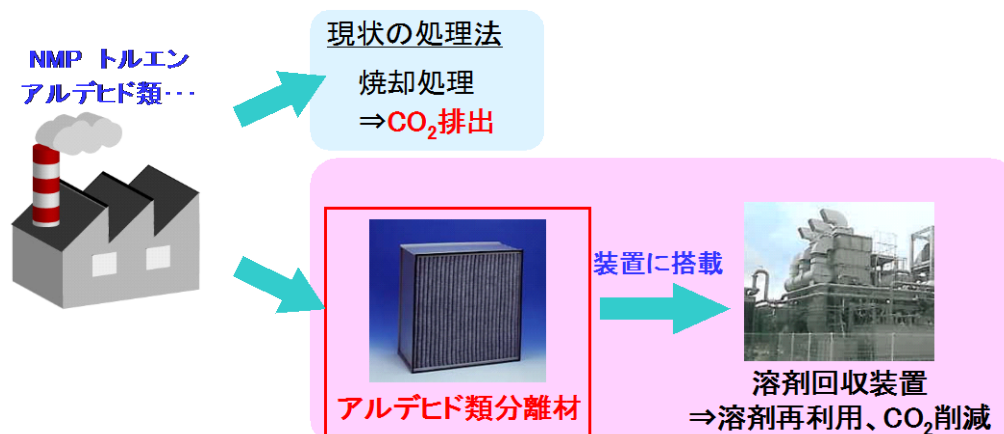 NMP トルエン
アルデヒド類･･･
現状の処理法
焼却処理
⇒CO₂排出
装置に搭載
アルデヒド類分離材
溶剤回収装置
⇒溶剤再利用、CO₂削減